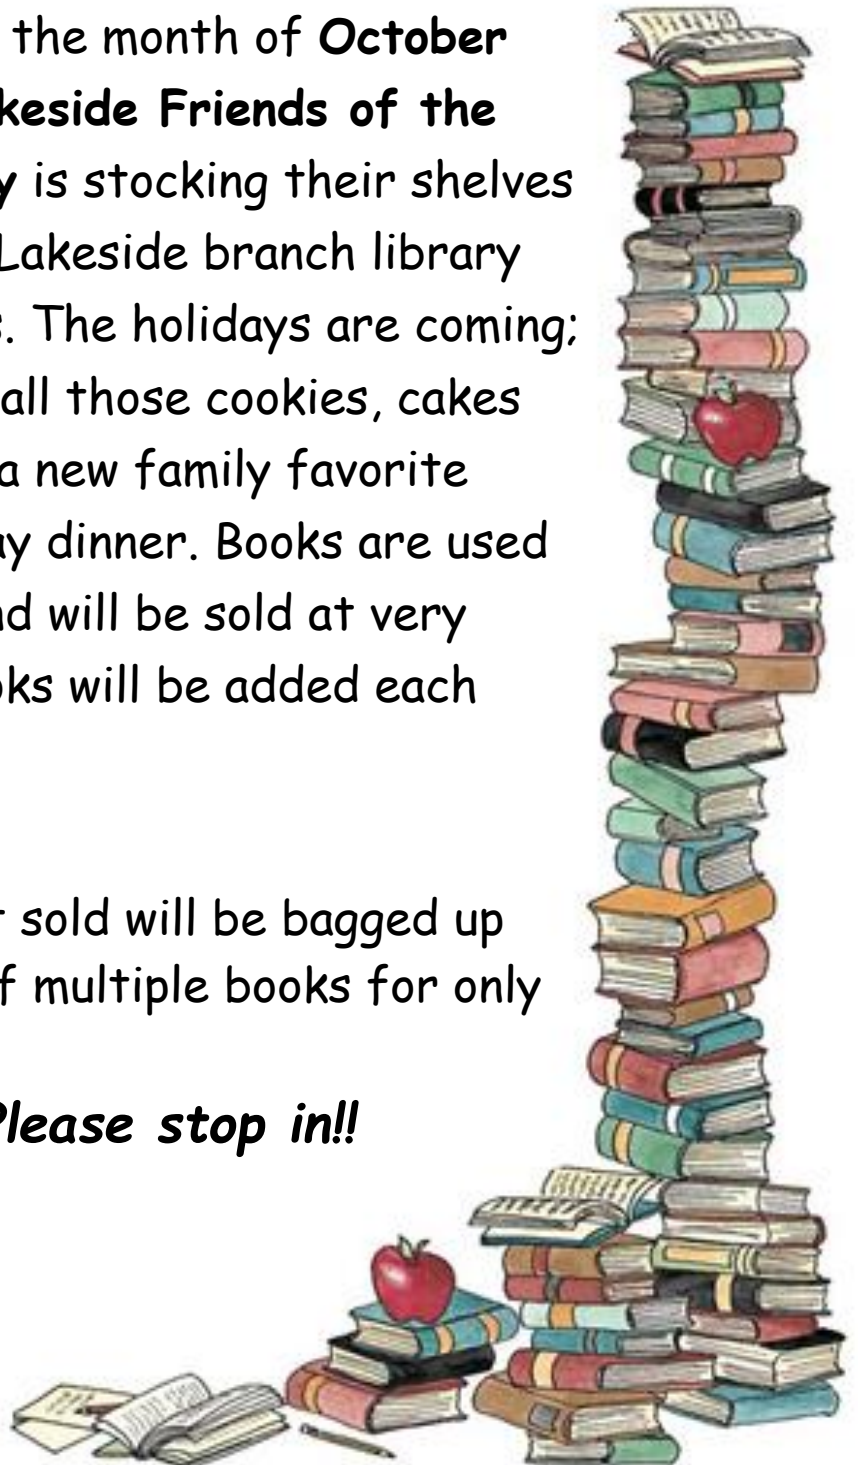 the month of October
keside Friends of the
y is stocking their shelves
Lakeside branch library
. The holidays are coming;
all those cookies, cakes
a new family favorite
ay dinner. Books are used
nd will be sold at very
oks will be added each
sold will be bagged up
f multiple books for only
Please stop in!!